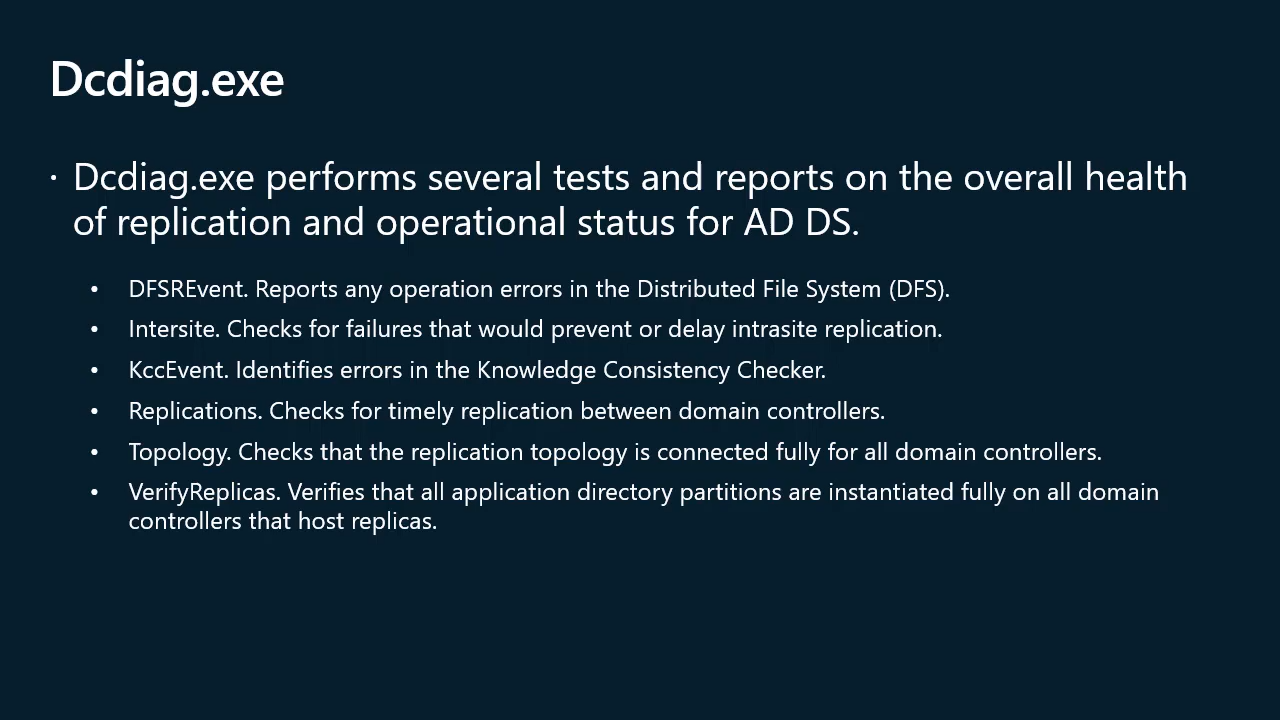 Dcdiag.exe
· Dcdiag.exe performs several tests and reports on the overall health
of replication and operational status for AD DS.
• DFSREvent. Reports any operation errors in the Distributed File System (DFS).
• Intersite. Checks for failures that would prevent or delay intrasite replication.
• KccEvent. Identifies errors in the Knowledge Consistency Checker.
• Replications. Checks for timely replication between domain controllers.
• Topology. Checks that the replication topology is connected fully for all domain controllers.
• VerifyReplicas. Verifies that all application directory partitions are instantiated fully on all domain
controllers that host replicas.